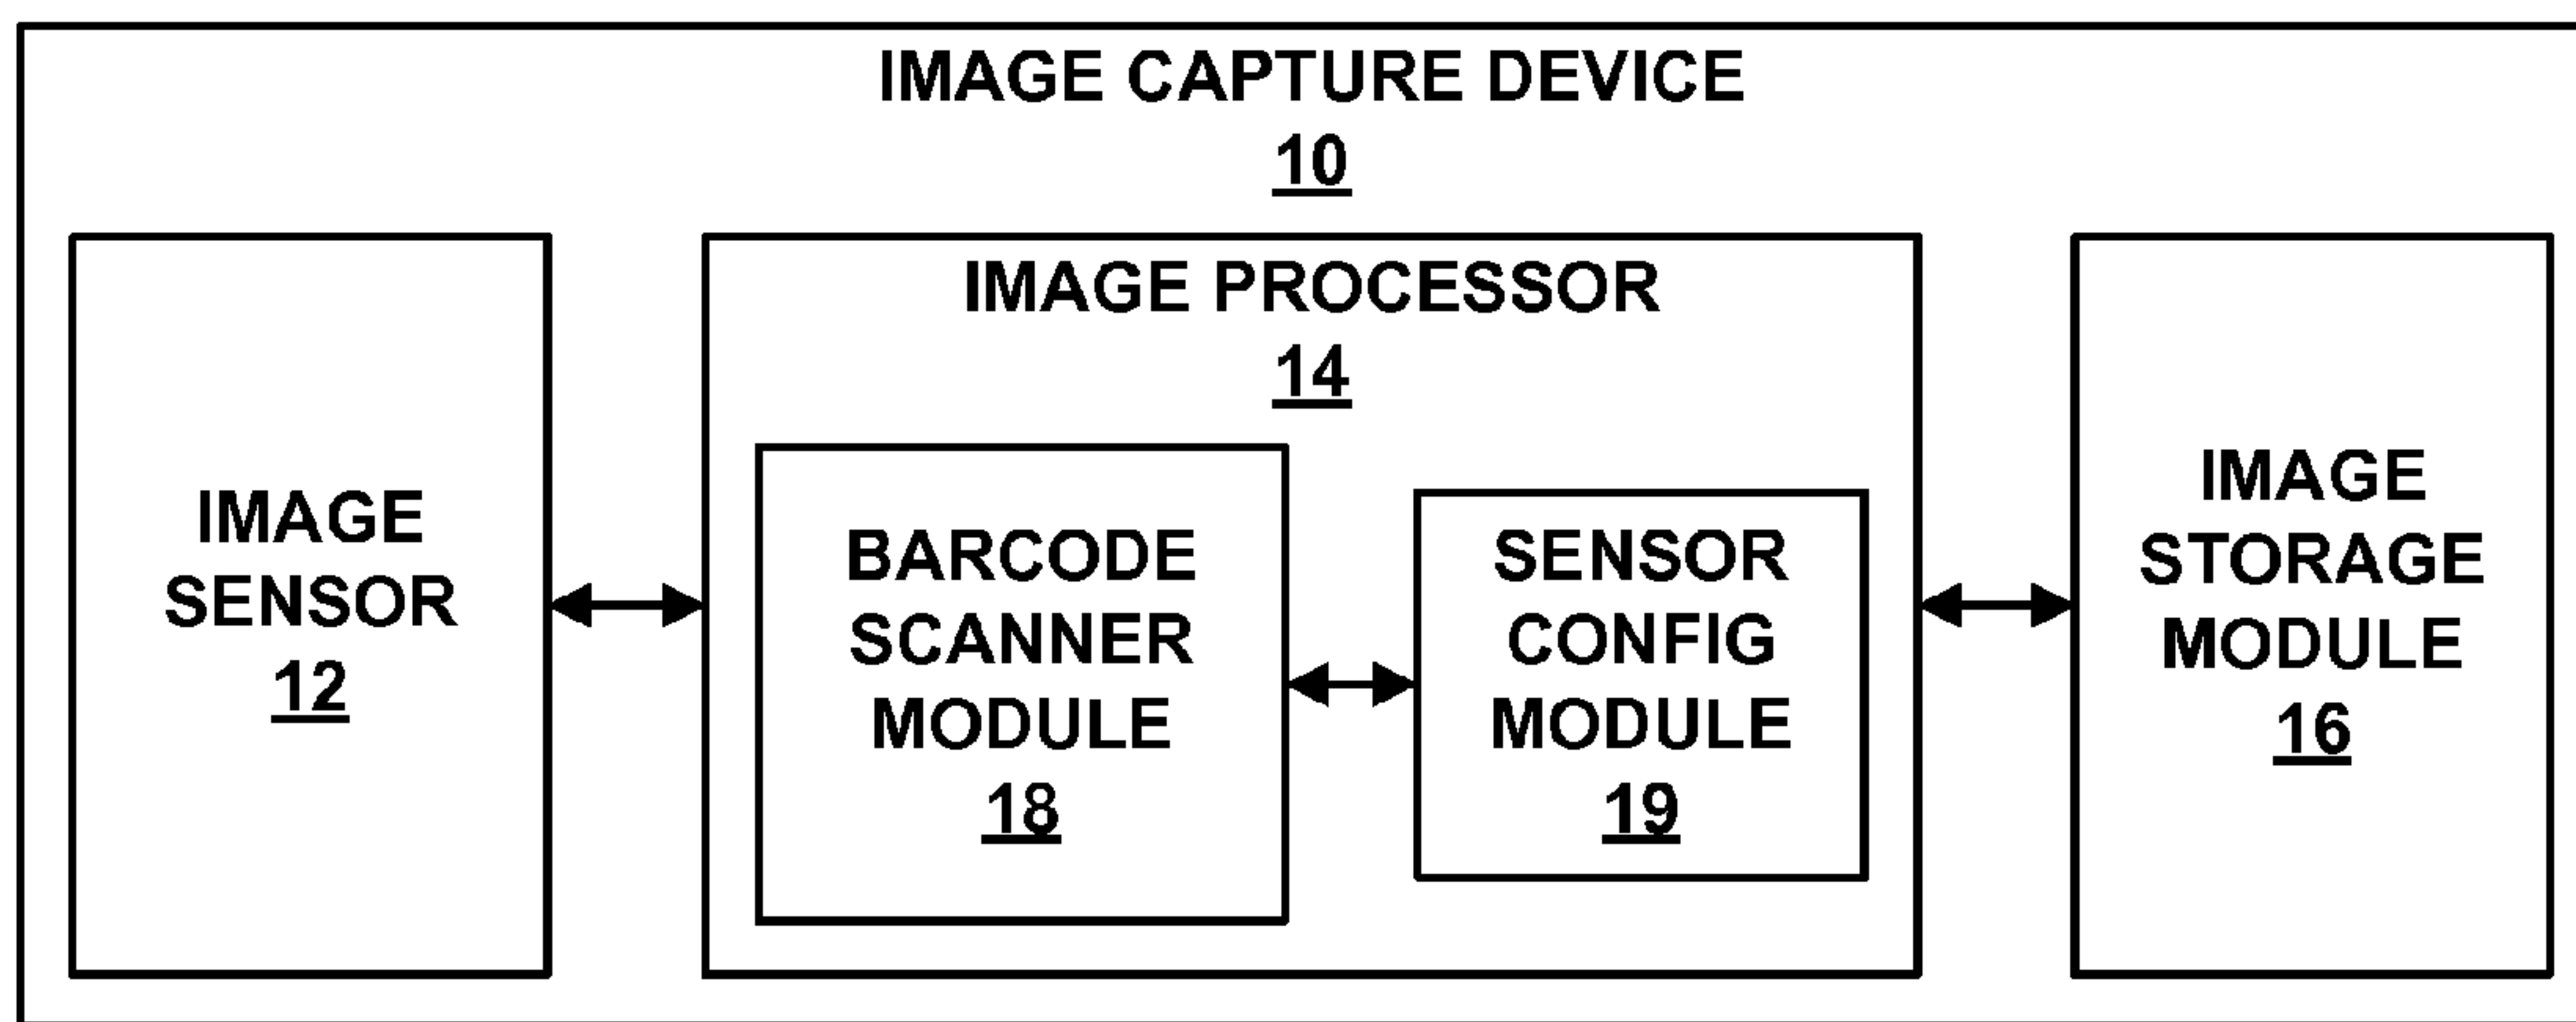 IMAGE CAPTURE DEVICE
10
IMAGE
SENSOR
12
IMAGE PROCESSOR
14
BARCODE
SCANNER
MODULE
18
SENSOR
CONFIG
MODULE
19
IMAGE
STORAGE
MODULE
16